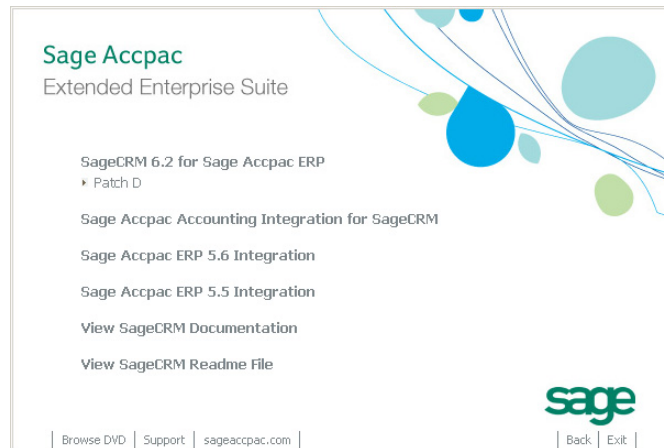 Sage Accpac
Extended Enterprise Suite
SageCRM 6.2 for Sage Accpac ERP
Patch D
Sage Accpac Accounting Integration for SageCRM
Sage Accpac ERP 5.6 Integration
Sage Accpac ERP 5.5 Integration
View SageCRM Documentation
View SageCRM Readme File
sage
Browse DVD | Support | sageaccpac.com | Back | Exit